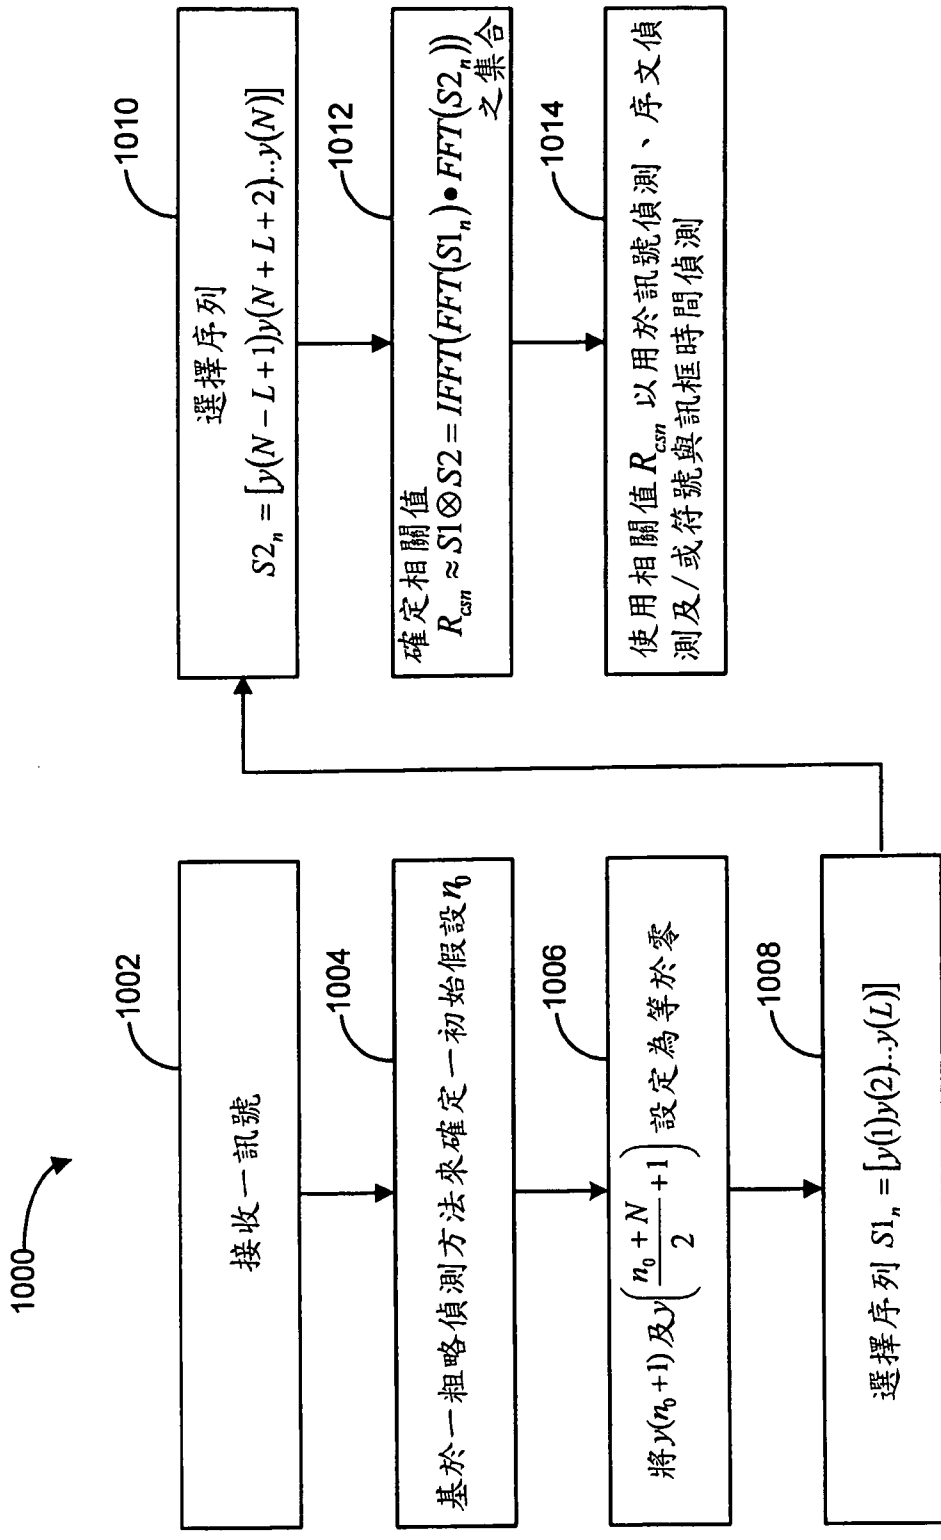 1000
1002
接收一訊號
1004
基於一粗略偵測方法來確定一初始假設 n₀
1006
將 y(n₀+1) 及 y((n₀+N)/2+1) 設定為等於零
1008
選擇序列 S1ₙ = [y(1)y(2)...y(L)]
1010
選擇序列
S2ₙ = [y(N−L+1)y(N+L+2)...y(N)]
1012
確定相關值
R_csn ≈ S1⊗S2 = IFFT(FFT(S1ₙ)•FFT(S2ₙ))
之集合
1014
使用相關值 R_csn 以用於訊號偵測、序文偵
測及/或符號與訊框時間偵測